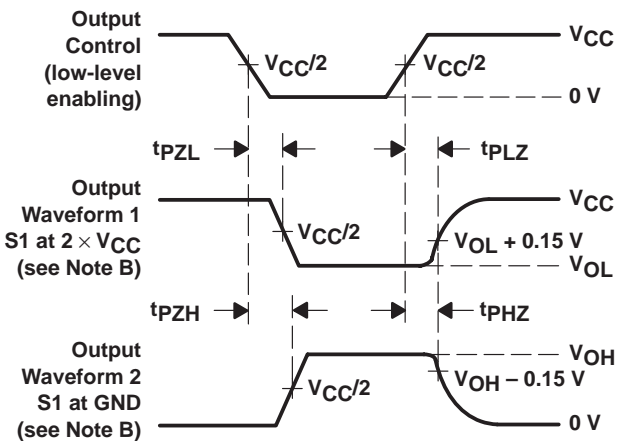 Output
Control
(low-level
enabling)
VCC/2
VCC/2
VCC
0 V
tPZL
tPLZ
Output
Waveform 1
S1 at 2 × VCC
(see Note B)
VCC/2
VCC
VOL + 0.15 V
VOL
tPZH
tPHZ
Output
Waveform 2
S1 at GND
(see Note B)
VCC/2
VOH
VOH – 0.15 V
0 V